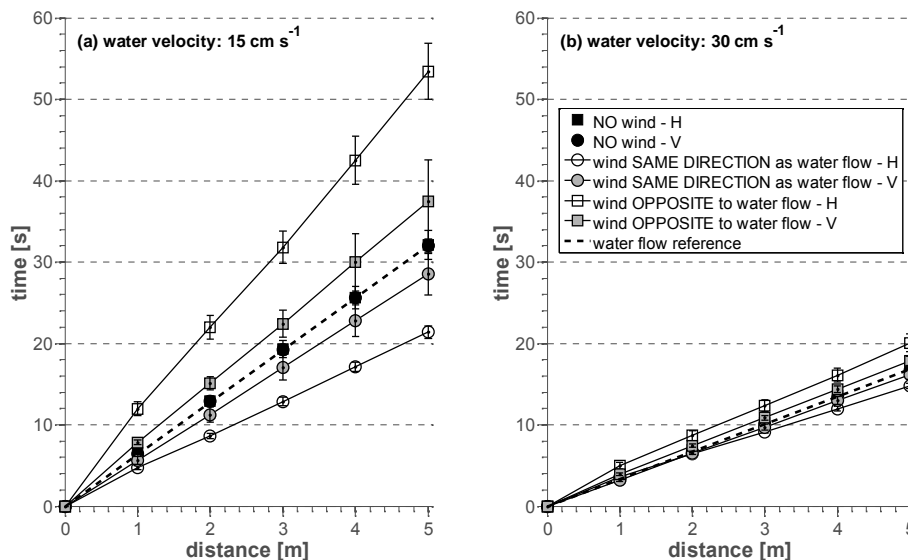 (a) water velocity: 15 cm s⁻¹
60
50
40
30
20
10
0
time [s]
0 1 2 3 4 5
distance [m]
(b) water velocity: 30 cm s⁻¹
NO wind - H
NO wind - V
wind SAME DIRECTION as water flow - H
wind SAME DIRECTION as water flow - V
wind OPPOSITE to water flow - H
wind OPPOSITE to water flow - V
water flow reference
60
50
40
30
20
10
0
time [s]
0 1 2 3 4 5
distance [m]